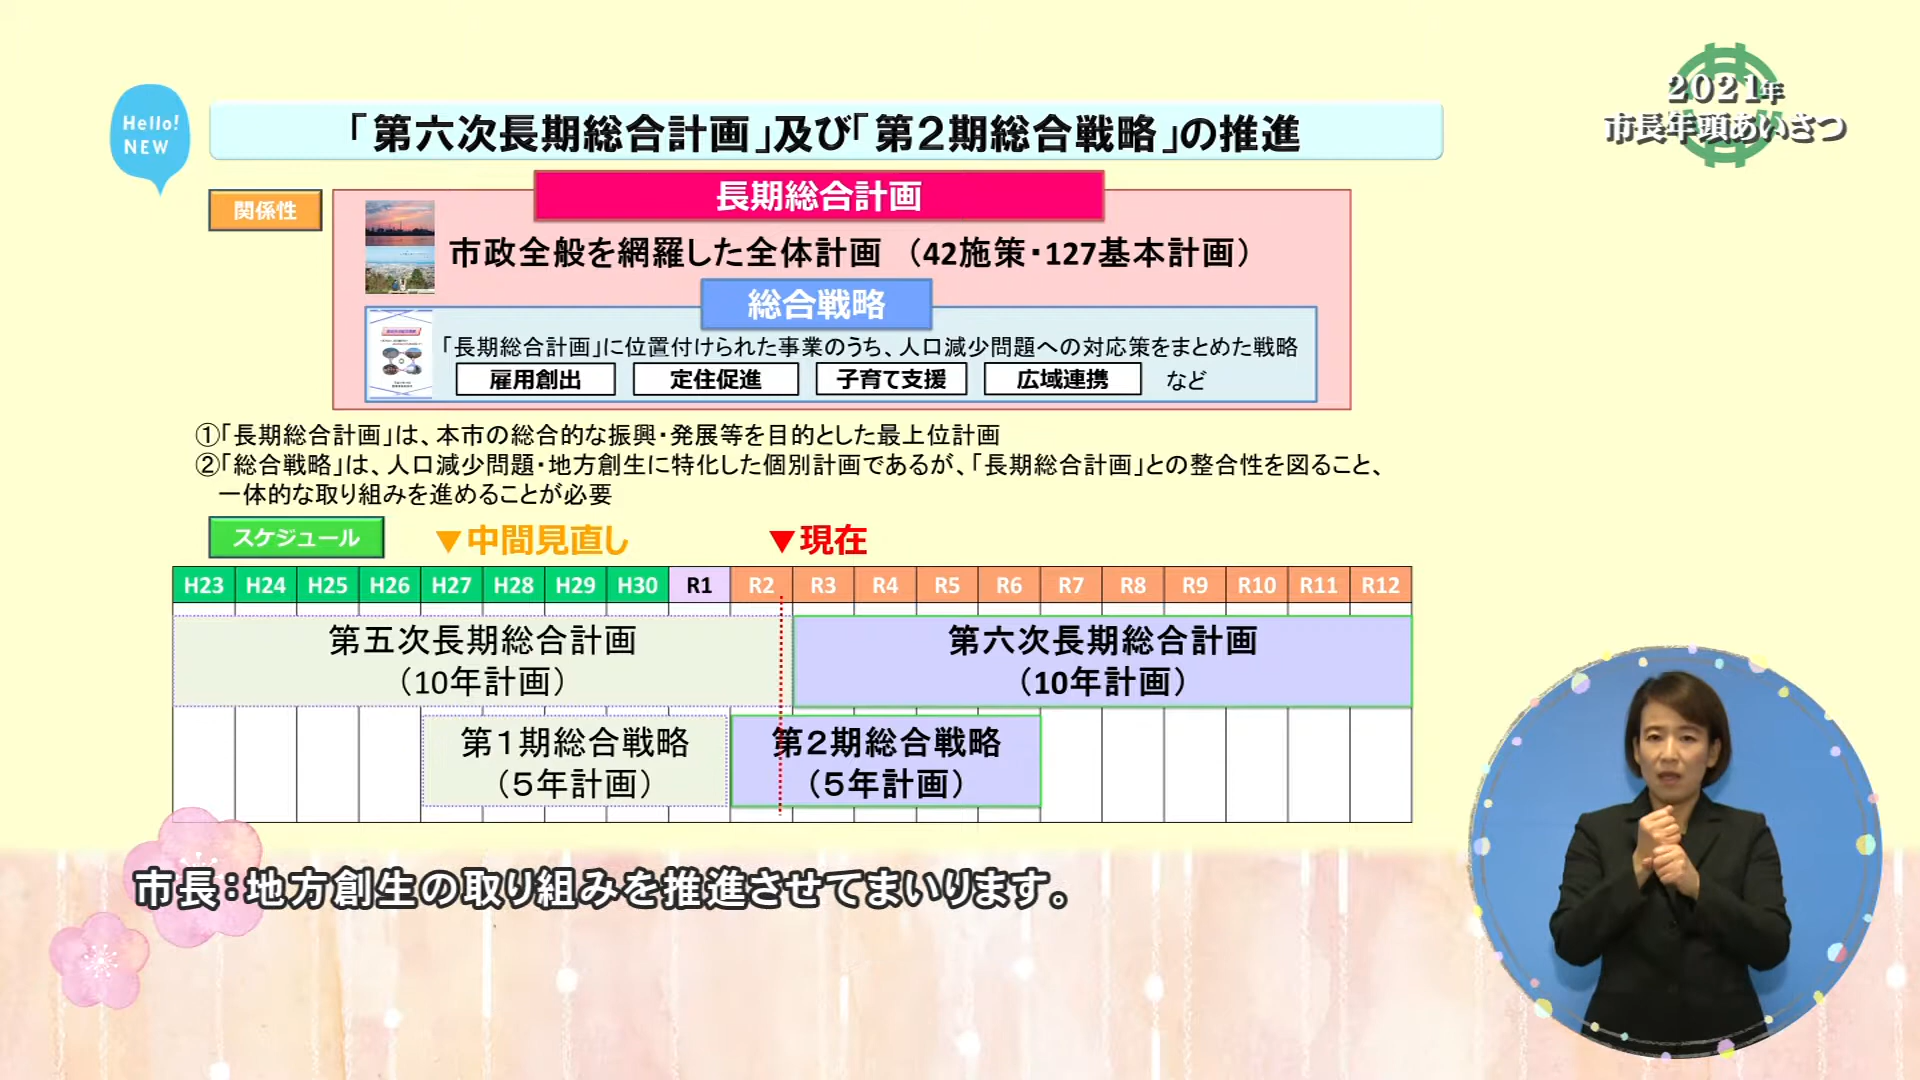 Hello!
NEW
「第六次長期総合計画」及び「第２期総合戦略」の推進
2021年
市長年頭あいさつ
関係性
長期総合計画
市政全般を網羅した全体計画 （42施策・127基本計画）
総合戦略
「長期総合計画」に位置付けられた事業のうち、人口減少問題への対応策をまとめた戦略
雇用創出 定住促進 子育て支援 広域連携 など
①「長期総合計画」は、本市の総合的な振興・発展等を目的とした最上位計画
②「総合戦略」は、人口減少問題・地方創生に特化した個別計画であるが、「長期総合計画」との整合性を図ること、
一体的な取り組みを進めることが必要
スケジュール ▼中間見直し ▼現在
H23 H24 H25 H26 H27 H28 H29 H30 R1 R2 R3 R4 R5 R6 R7 R8 R9 R10 R11 R12
第五次長期総合計画
（10年計画）
第六次長期総合計画
（10年計画）
第１期総合戦略
（５年計画）
第２期総合戦略
（５年計画）
市長：地方創生の取り組みを推進させてまいります。